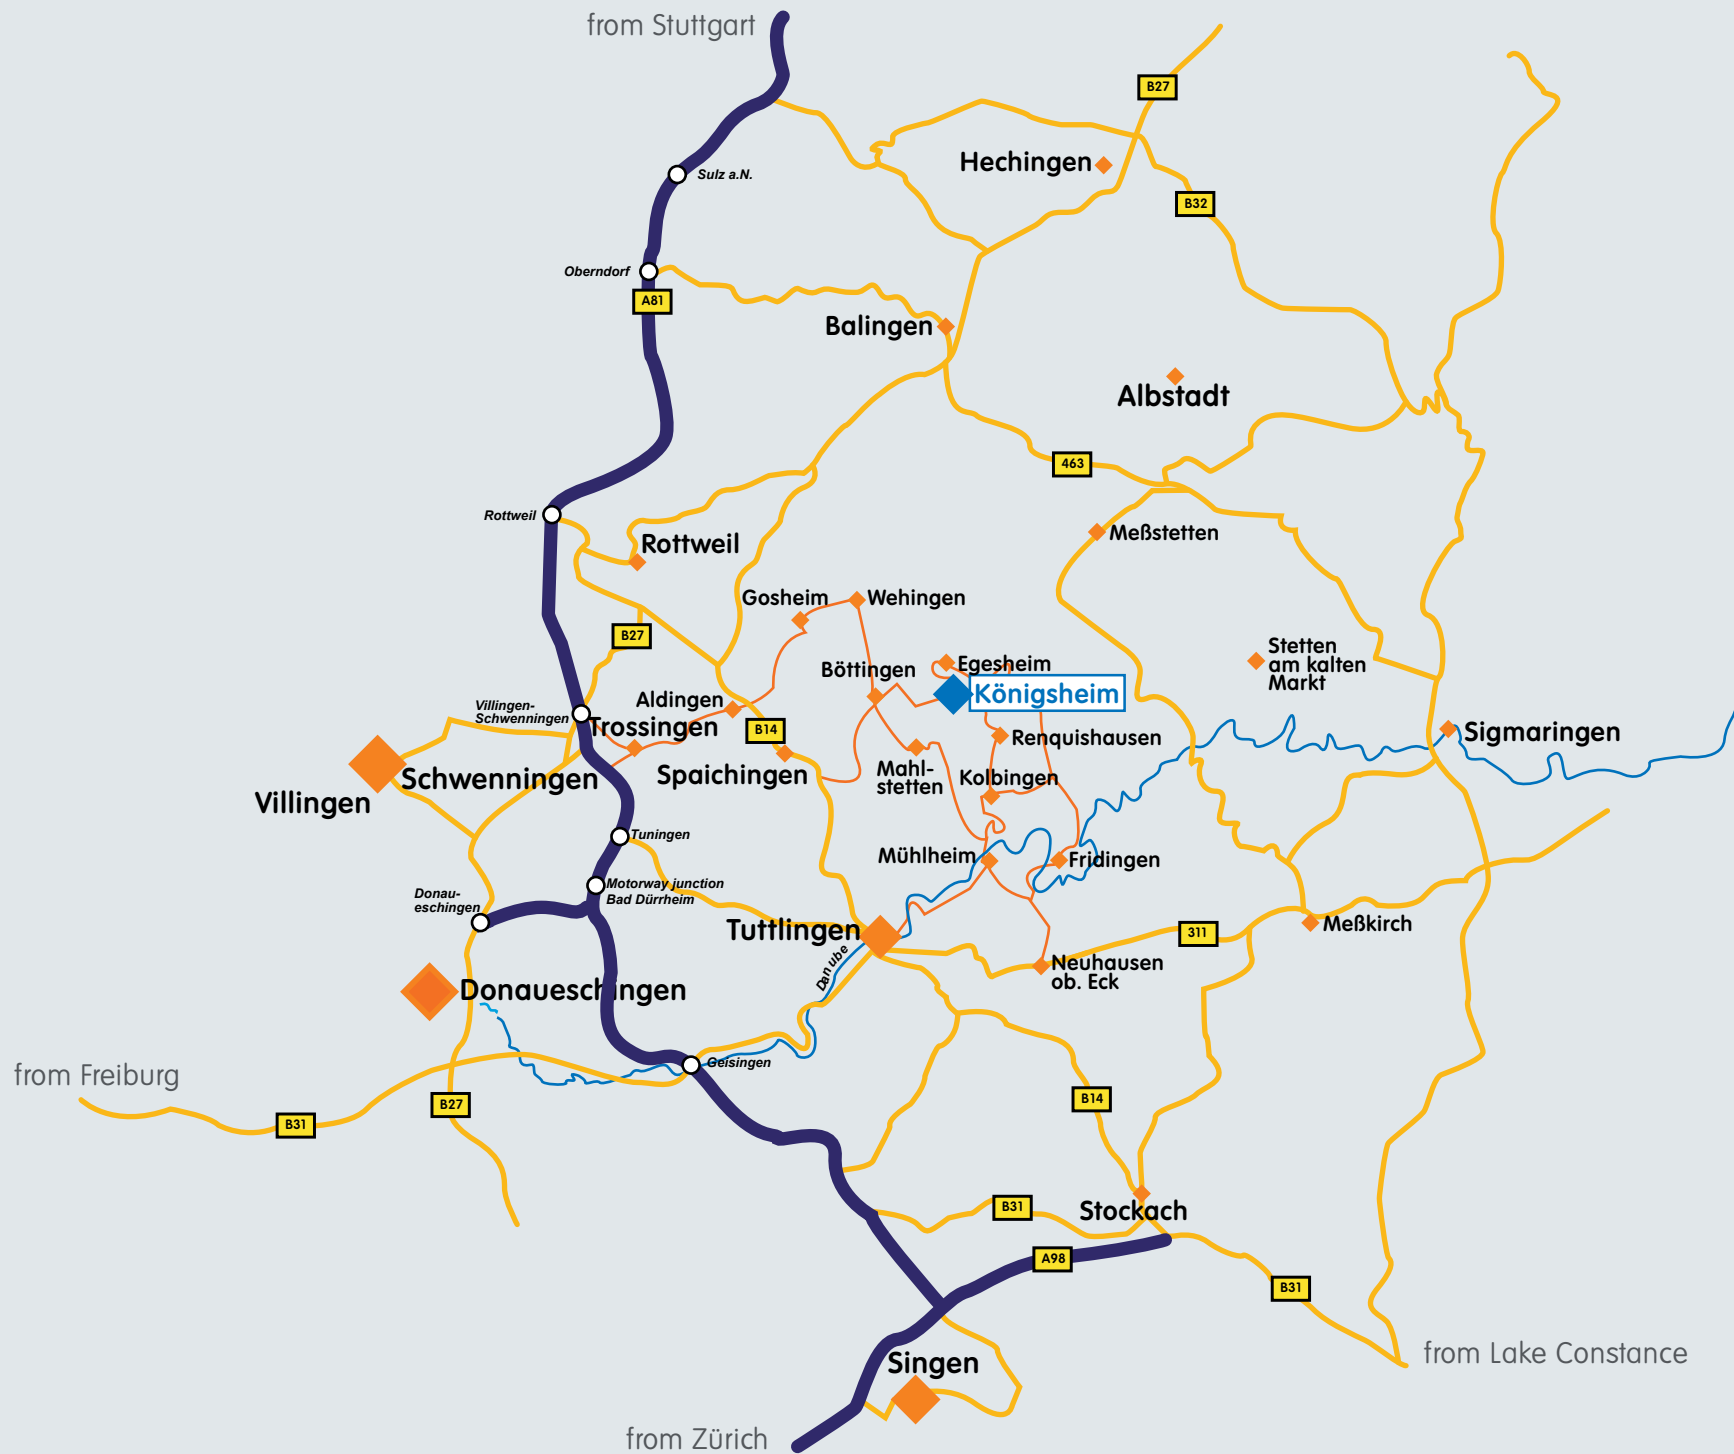 from Stuttgart
B27
Hechingen
Sulz a.N.
B32
Oberndorf
A81
Balingen
Albstadt
463
Rottweil
Rottweil
Meßstetten
Gosheim
Wehingen
B27
Stetten
am kalten
Markt
Egesheim
Böttingen
Königsheim
Aldingen
Villingen-
Schwenningen
Trossingen
B14
Renquishausen
Sigmaringen
Spaichingen
Mahl-
stetten
Kolbingen
Schwenningen
Villingen
Tuningen
Mühlheim
Fridingen
Motorway junction
Bad Dürrheim
Donau-
eschingen
Tuttlingen
311
Meßkirch
Danube
Neuhausen
ob. Eck
Donaueschingen
Geisingen
from Freiburg
B31
B27
B14
B31
Stockach
A98
B31
from Lake Constance
Singen
from Zürich